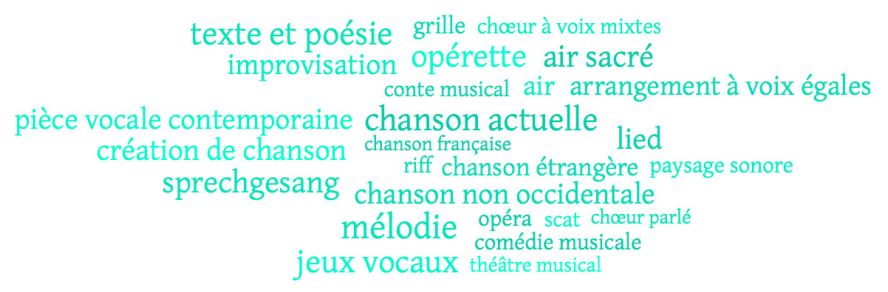 texte et poésie grille chœur à voix mixtes
improvisation opérette air sacré
conte musical air arrangement à voix égales
pièce vocale contemporaine chanson actuelle
création de chanson chanson française lied
riff chanson étrangère paysage sonore
sprechgesang chanson non occidentale
mélodie opéra scat chœur parlé
comédie musicale
jeux vocaux théâtre musical